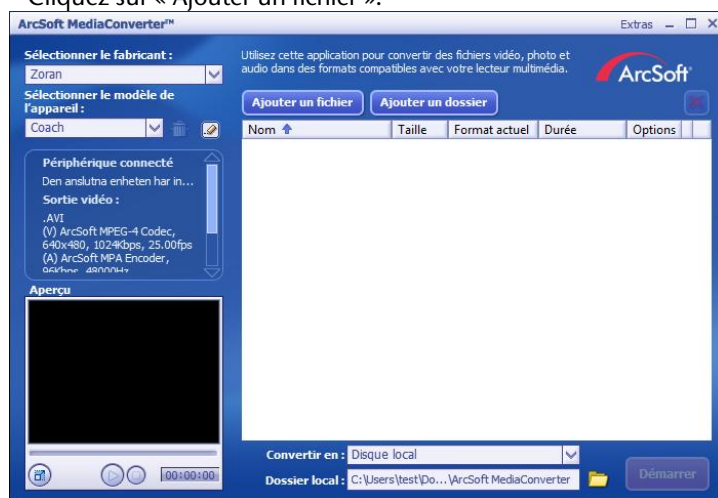 Cliquez sur « Ajouter un fichier ».
ArcSoft MediaConverter™
Extras
Sélectionner le fabricant :
Zoran
Sélectionner le modèle de
l'appareil :
Coach
Périphérique connecté
Den anslutna enheten har in...
Sortie vidéo :
.AVI
(V) ArcSoft MPEG-4 Codec,
640x480, 1024Kbps, 25.00fps
(A) ArcSoft MPA Encoder,
96Kbps, 48000Hz
Aperçu
00:00:00
Utilisez cette application pour convertir des fichiers vidéo, photo et
audio dans des formats compatibles avec votre lecteur multimédia.
ArcSoft
Ajouter un fichier Ajouter un dossier
Nom Taille Format actuel Durée Options
Convertir en : Disque local
Dossier local : C:\Users\test\Do...\ArcSoft MediaConverter
Démarrer